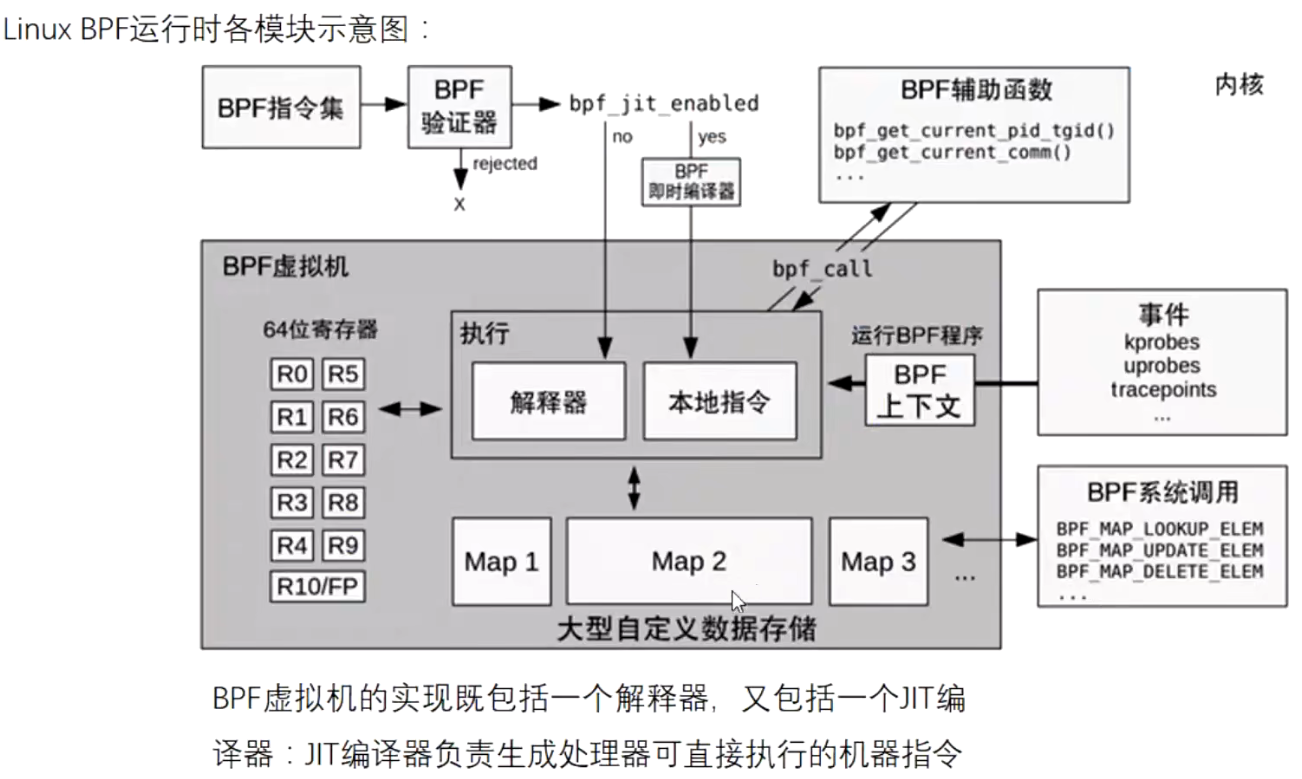 Linux BPF运行时各模块示意图：
BPF指令集
BPF
验证器
rejected
X
bpf_jit_enabled
no
yes
BPF
即时编译器
BPF辅助函数
bpf_get_current_pid_tgid()
bpf_get_current_comm()
...
内核
BPF虚拟机
bpf_call
64位寄存器
R0 R5
R1 R6
R2 R7
R3 R8
R4 R9
R10/FP
执行
解释器
本地指令
运行BPF程序
BPF
上下文
事件
kprobes
uprobes
tracepoints
...
Map 1
Map 2
Map 3
...
大型自定义数据存储
BPF系统调用
BPF_MAP_LOOKUP_ELEM
BPF_MAP_UPDATE_ELEM
BPF_MAP_DELETE_ELEM
...
BPF虚拟机的实现既包括一个解释器，又包括一个JIT编
译器：JIT编译器负责生成处理器可直接执行的机器指令